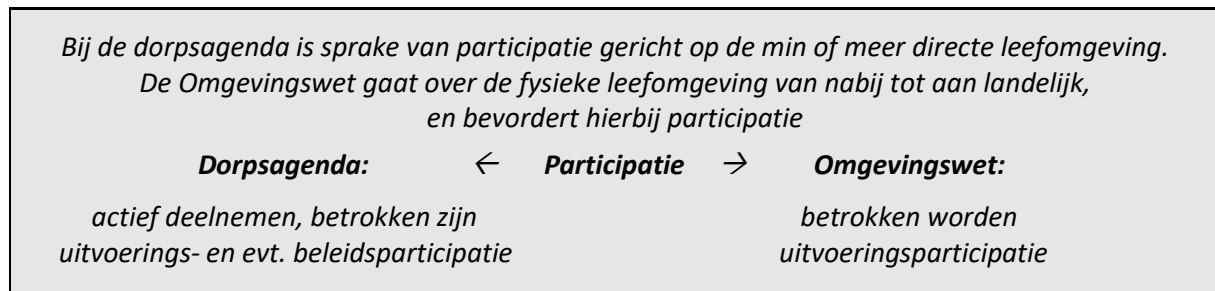 Bij de dorpsagenda is sprake van participatie gericht op de min of meer directe leefomgeving.
De Omgevingswet gaat over de fysieke leefomgeving van nabij tot aan landelijk,
en bevordert hierbij participatie
Dorpsagenda: ← Participatie → Omgevingswet:
actief deelnemen, betrokken zijn betrokken worden
uitvoerings- en evt. beleidsparticipatie uitvoeringsparticipatie